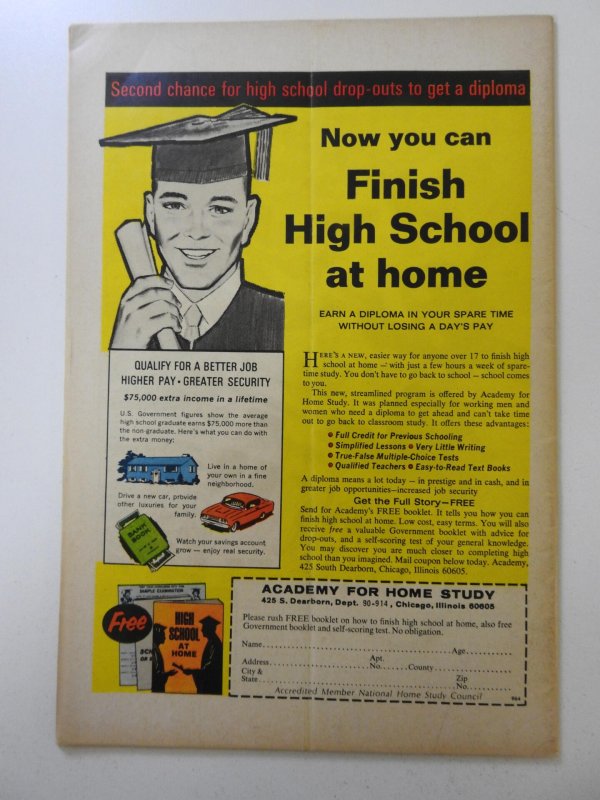 Second chance for high school drop-outs to get a diploma
Now you can
Finish
High School
at home
EARN A DIPLOMA IN YOUR SPARE TIME
WITHOUT LOSING A DAY'S PAY
QUALIFY FOR A BETTER JOB
HIGHER PAY • GREATER SECURITY
$75,000 extra income in a lifetime
U.S. Government figures show the average
high school graduate earns $75,000 more than
the non-graduate. Here's what you can do with
the extra money:
Live in a home of
your own in a fine
neighborhood.
Drive a new car, provide
other luxuries for your
family.
BANK
BOOK
Watch your savings account
grow — enjoy real security.
HERE'S A NEW, easier way for anyone over 17 to finish high
school at home — with just a few hours a week of spare-
time study. You don't have to go back to school — school comes
to you.
This new, streamlined program is offered by Academy for
Home Study. It was planned especially for working men and
women who need a diploma to get ahead and can't take time
out to go back to classroom study. It offers these advantages:
• Full Credit for Previous Schooling
• Simplified Lessons • Very Little Writing
• True-False Multiple-Choice Tests
• Qualified Teachers • Easy-to-Read Text Books
A diploma means a lot today — in prestige and in cash, and in
greater job opportunities—increased job security
Get the Full Story—FREE
Send for Academy's FREE booklet. It tells you how you can
finish high school at home. Low cost, easy terms. You will also
receive free a valuable Government booklet with advice for
drop-outs, and a self-scoring test of your general knowledge.
You may discover you are much closer to completing high
school than you imagined. Mail coupon below today. Academy,
425 South Dearborn, Chicago, Illinois 60605.
SAMPLE EXAMINATION
Free
HIGH
SCHOOL
AT
HOME
ACADEMY FOR HOME STUDY
425 S. Dearborn, Dept. 90-914, Chicago, Illinois 60605
Please rush FREE booklet on how to finish high school at home, also free
Government booklet and self-scoring test. No obligation.
Name Age
Address Apt. No. County
City &
State Zip No.
Accredited Member National Home Study Council